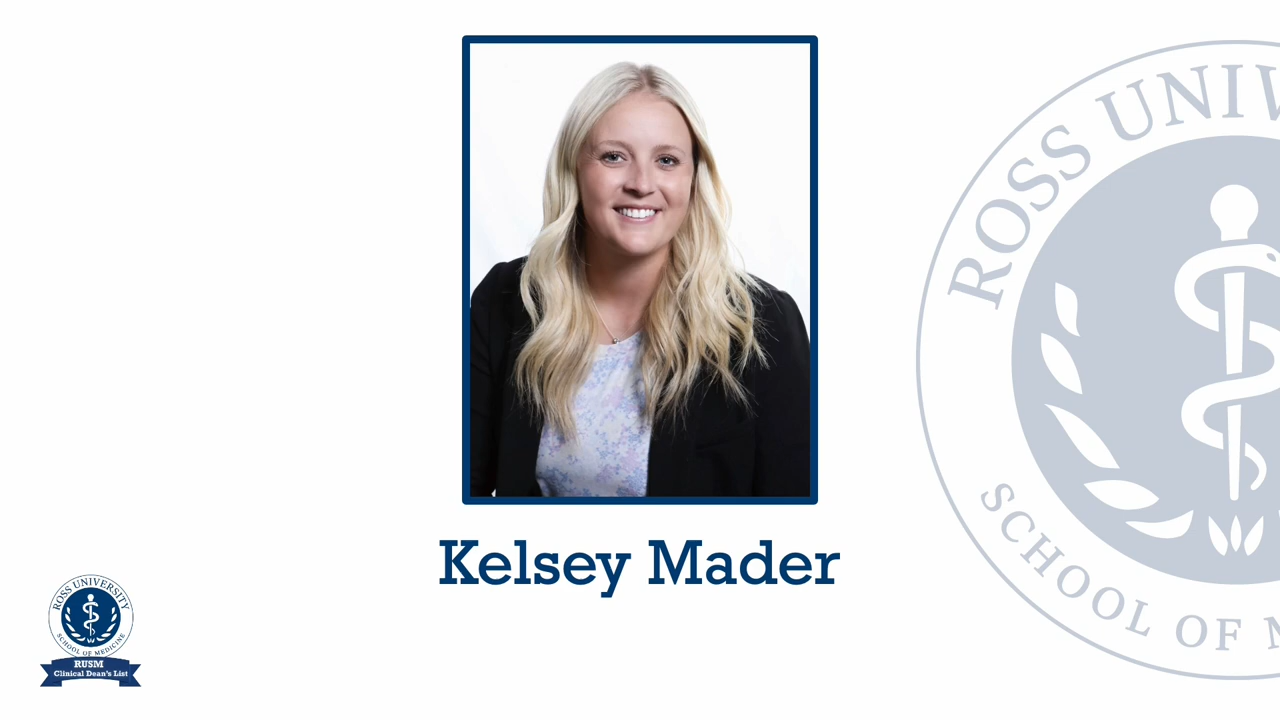 Kelsey Mader
ROSS UNIV
SCHOOL OF M
ROSS UNIVERSITY
SCHOOL OF MEDICINE
RUSM
Clinical Dean's List